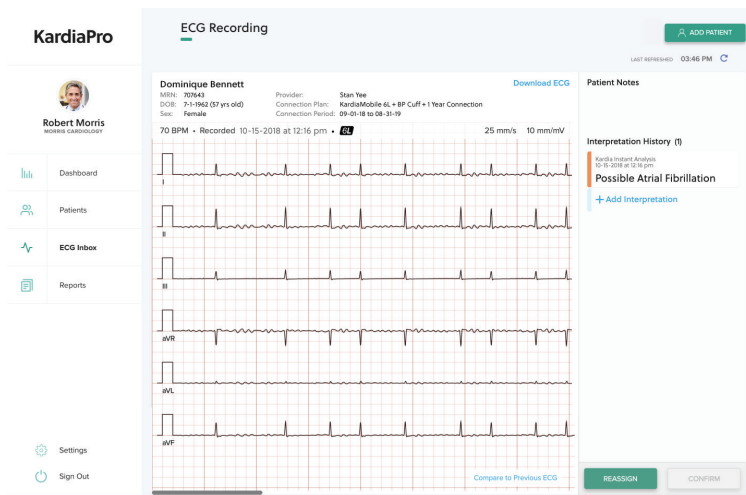 KardiaPro
Robert Morris
MORRIS CARDIOLOGY
Dashboard
Patients
ECG Inbox
Reports
Settings
Sign Out
ECG Recording
ADD PATIENT
LAST REFRESHED 03:46 PM
Dominique Bennett
Download ECG
MRN: 707643
DOB: 7-1-1962 (57 yrs old)
Sex: Female
Provider: Stan Yee
Connection Plan: KardiaMobile 6L + BP Cuff + 1 Year Connection
Connection Period: 09-01-18 to 08-31-19
70 BPM • Recorded 10-15-2018 at 12:16 pm • 6L
25 mm/s 10 mm/mV
I
II
III
aVR
aVL
aVF
Compare to Previous ECG
Patient Notes
Interpretation History (1)
Kardia Instant Analysis
10-15-2018 at 12:16 pm
Possible Atrial Fibrillation
+ Add Interpretation
REASSIGN
CONFIRM